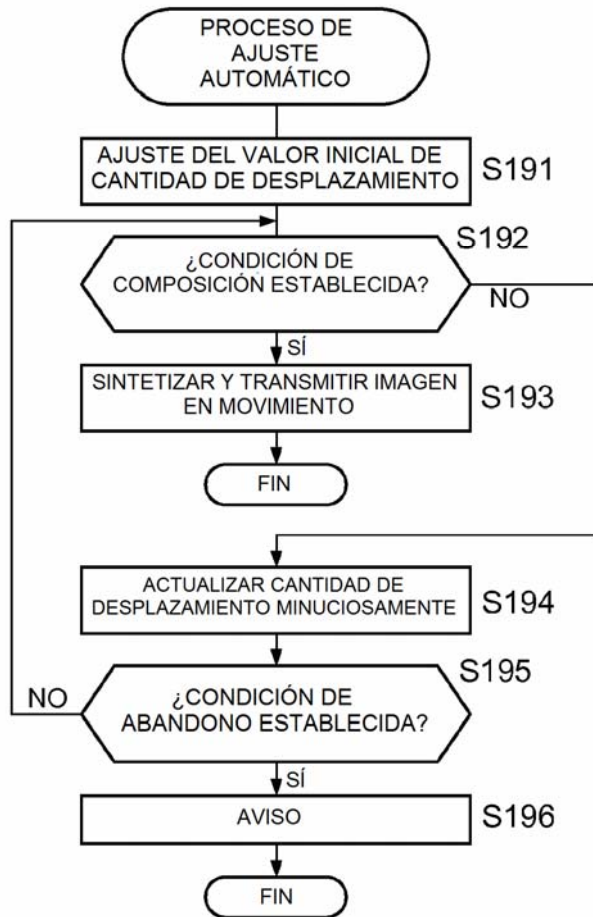 PROCESO DE
AJUSTE
AUTOMÁTICO
AJUSTE DEL VALOR INICIAL DE
CANTIDAD DE DESPLAZAMIENTO
S191
S192
¿CONDICIÓN DE
COMPOSICIÓN ESTABLECIDA?
NO
SÍ
SINTETIZAR Y TRANSMITIR IMAGEN
EN MOVIMIENTO
S193
FIN
ACTUALIZAR CANTIDAD DE
DESPLAZAMIENTO MINUCIOSAMENTE
S194
S195
NO
¿CONDICIÓN DE
ABANDONO ESTABLECIDA?
SÍ
AVISO
S196
FIN